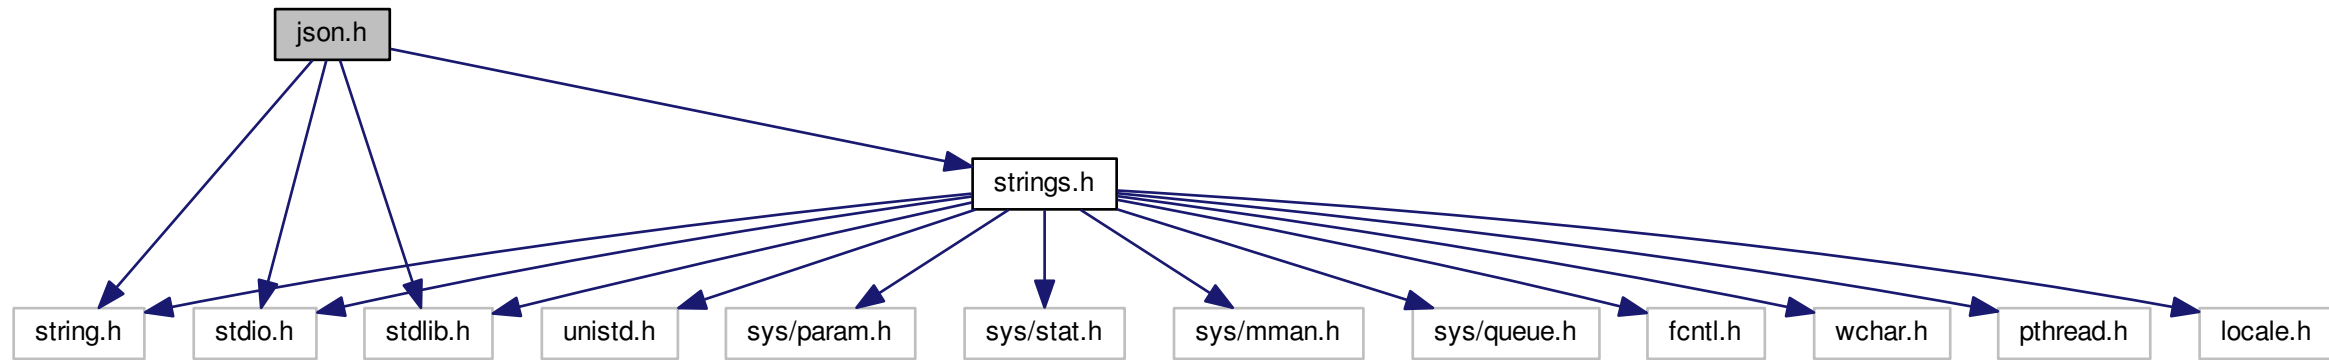 json.h
strings.h
string.h
stdio.h
stdlib.h
unistd.h
sys/param.h
sys/stat.h
sys/mman.h
sys/queue.h
fcntl.h
wchar.h
pthread.h
locale.h